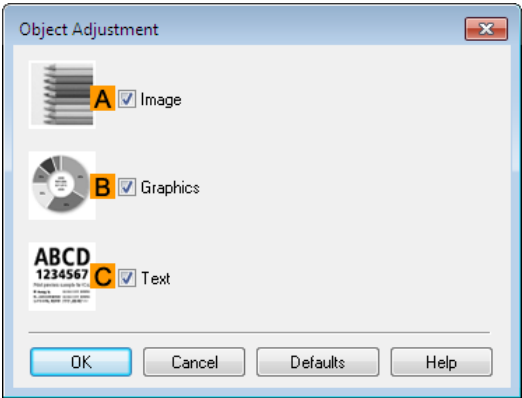 Object Adjustment
A Image
B Graphics
ABCD
1234567
C Text
OK Cancel Defaults Help